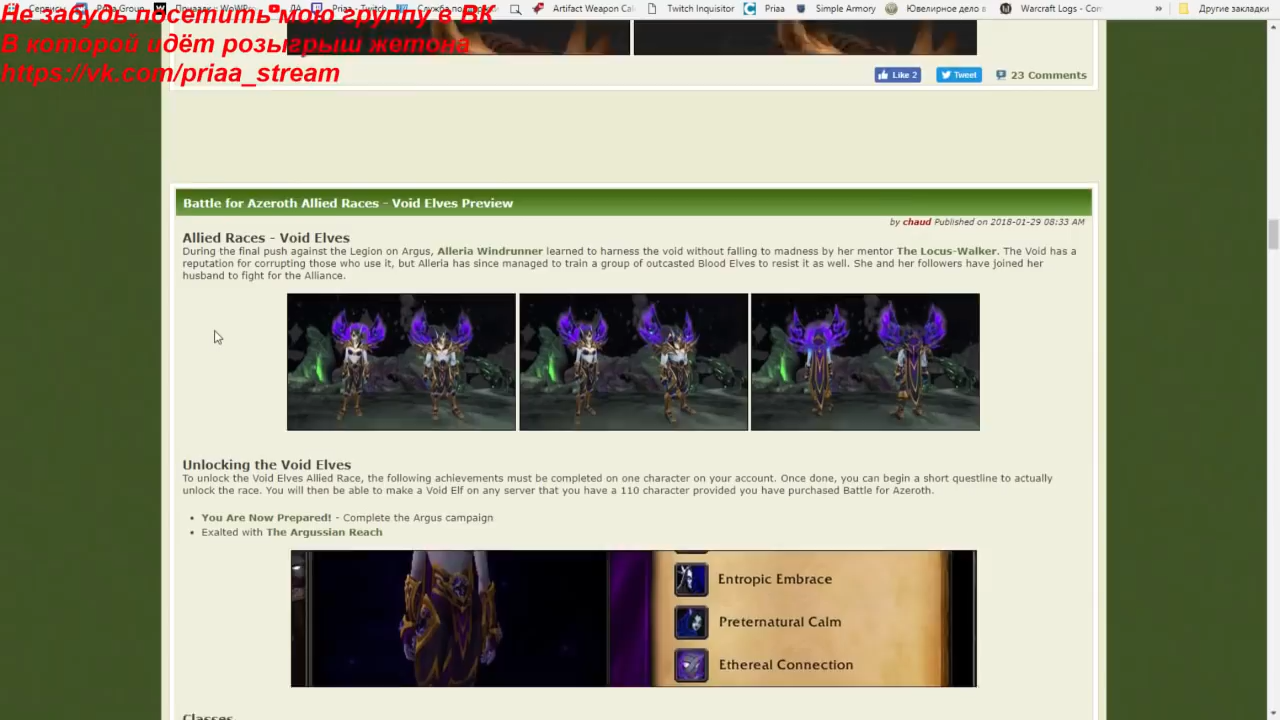 Не забудь посетить мою группу в ВК
В которой идёт розыгрыш жетона
https://vk.com/priaa_stream
Artifact Weapon Cal
Twitch Inquisitor
Priaa
Simple Armory
Ювелирное дело в
Warcraft Logs - Com
»
Другие закладки
Like 2
Tweet
23 Comments
Battle for Azeroth Allied Races - Void Elves Preview
by chaud Published on 2018-01-29 08:33 AM
Allied Races - Void Elves
During the final push against the Legion on Argus, Alleria Windrunner learned to harness the void without falling to madness by her mentor The Locus-Walker. The Void has a
reputation for corrupting those who use it, but Alleria has since managed to train a group of outcasted Blood Elves to resist it as well. She and her followers have joined her
husband to fight for the Alliance.
Unlocking the Void Elves
To unlock the Void Elves Allied Race, the following achievements must be completed on one character on your account. Once done, you can begin a short questline to actually
unlock the race. You will then be able to make a Void Elf on any server that you have a 110 character provided you have purchased Battle for Azeroth.
• You Are Now Prepared! - Complete the Argus campaign
• Exalted with The Argussian Reach
Entropic Embrace
Preternatural Calm
Ethereal Connection
Classes